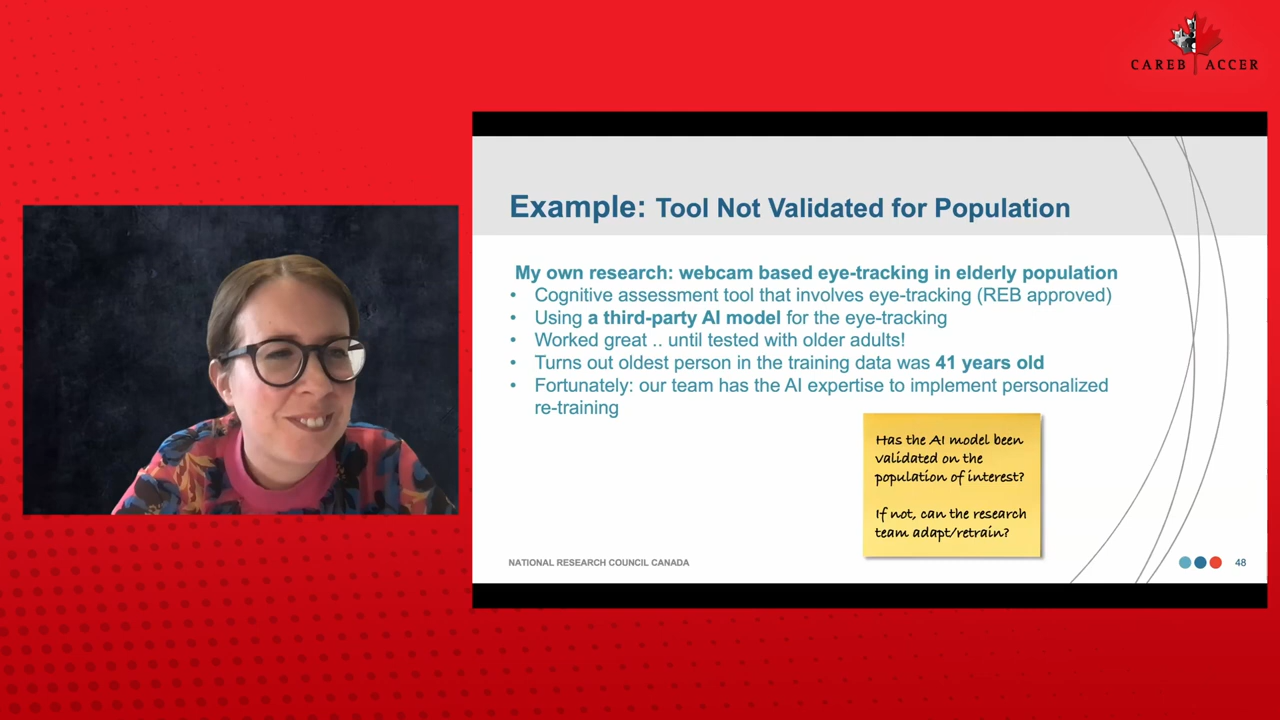 CAREB ACCER
Example: Tool Not Validated for Population
My own research: webcam based eye-tracking in elderly population
• Cognitive assessment tool that involves eye-tracking (REB approved)
• Using a third-party AI model for the eye-tracking
• Worked great .. until tested with older adults!
• Turns out oldest person in the training data was 41 years old
• Fortunately: our team has the AI expertise to implement personalized
re-training
Has the AI model been
validated on the
population of interest?
If not, can the research
team adapt/retrain?
NATIONAL RESEARCH COUNCIL CANADA
48